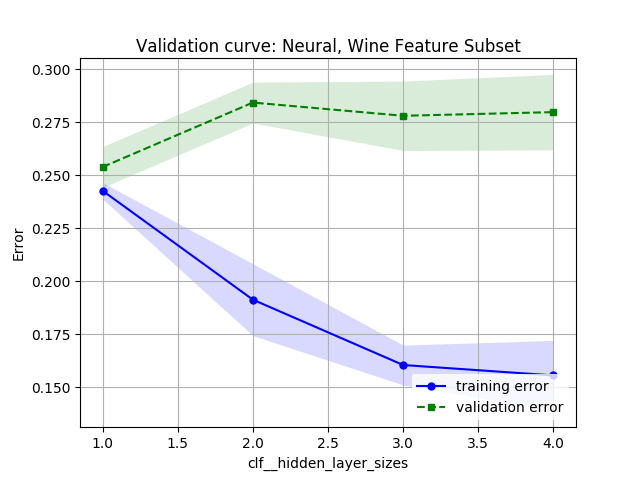 Validation curve: Neural, Wine Feature Subset
Error
0.300
0.275
0.250
0.225
0.200
0.175
0.150
training error
validation error
1.0 1.5 2.0 2.5 3.0 3.5 4.0
clf__hidden_layer_sizes